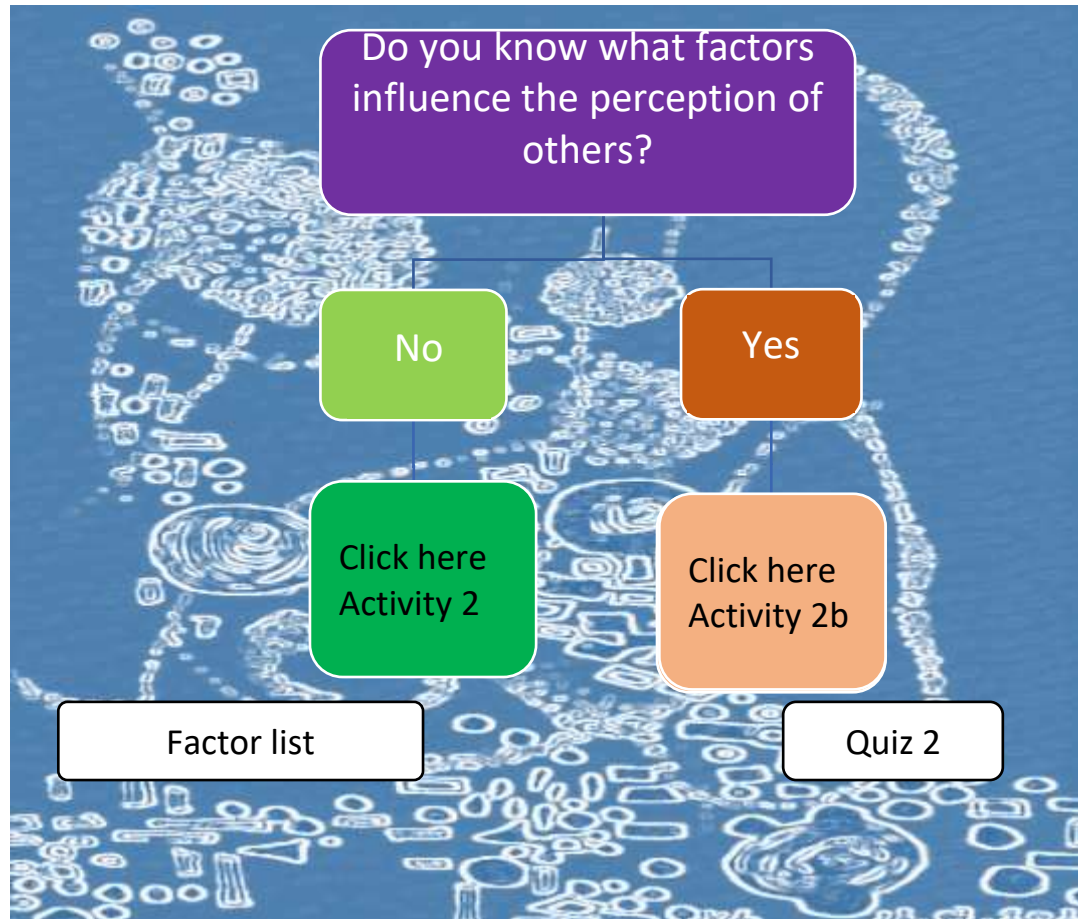 Do you know what factors
influence the perception of
others?
No
Yes
Click here
Activity 2
Click here
Activity 2b
Factor list
Quiz 2